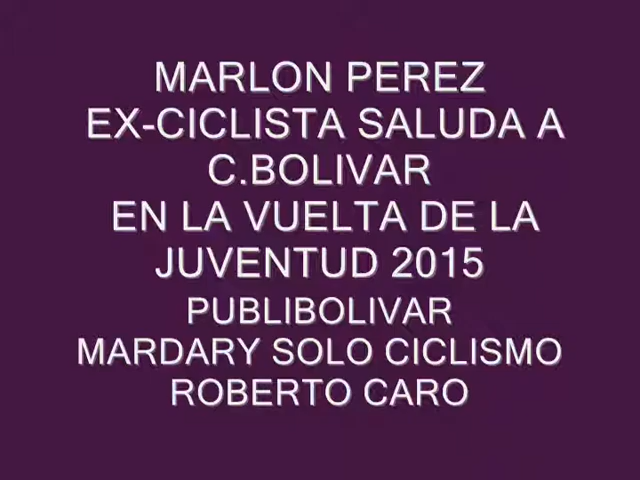 MARLON PEREZ
EX-CICLISTA SALUDA A
C.BOLIVAR
EN LA VUELTA DE LA
JUVENTUD 2015
PUBLIBOLIVAR
MARDARY SOLO CICLISMO
ROBERTO CARO